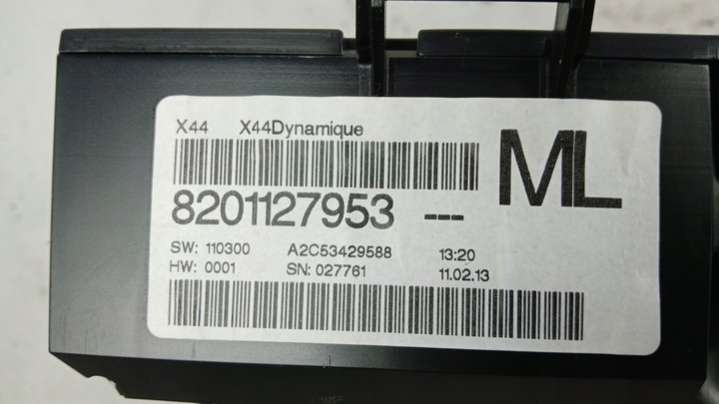 X44 X44Dynamique
ML
8201127953 ---
SW: 110300 A2C53429588 13:20
HW: 0001 SN: 027761 11.02.13